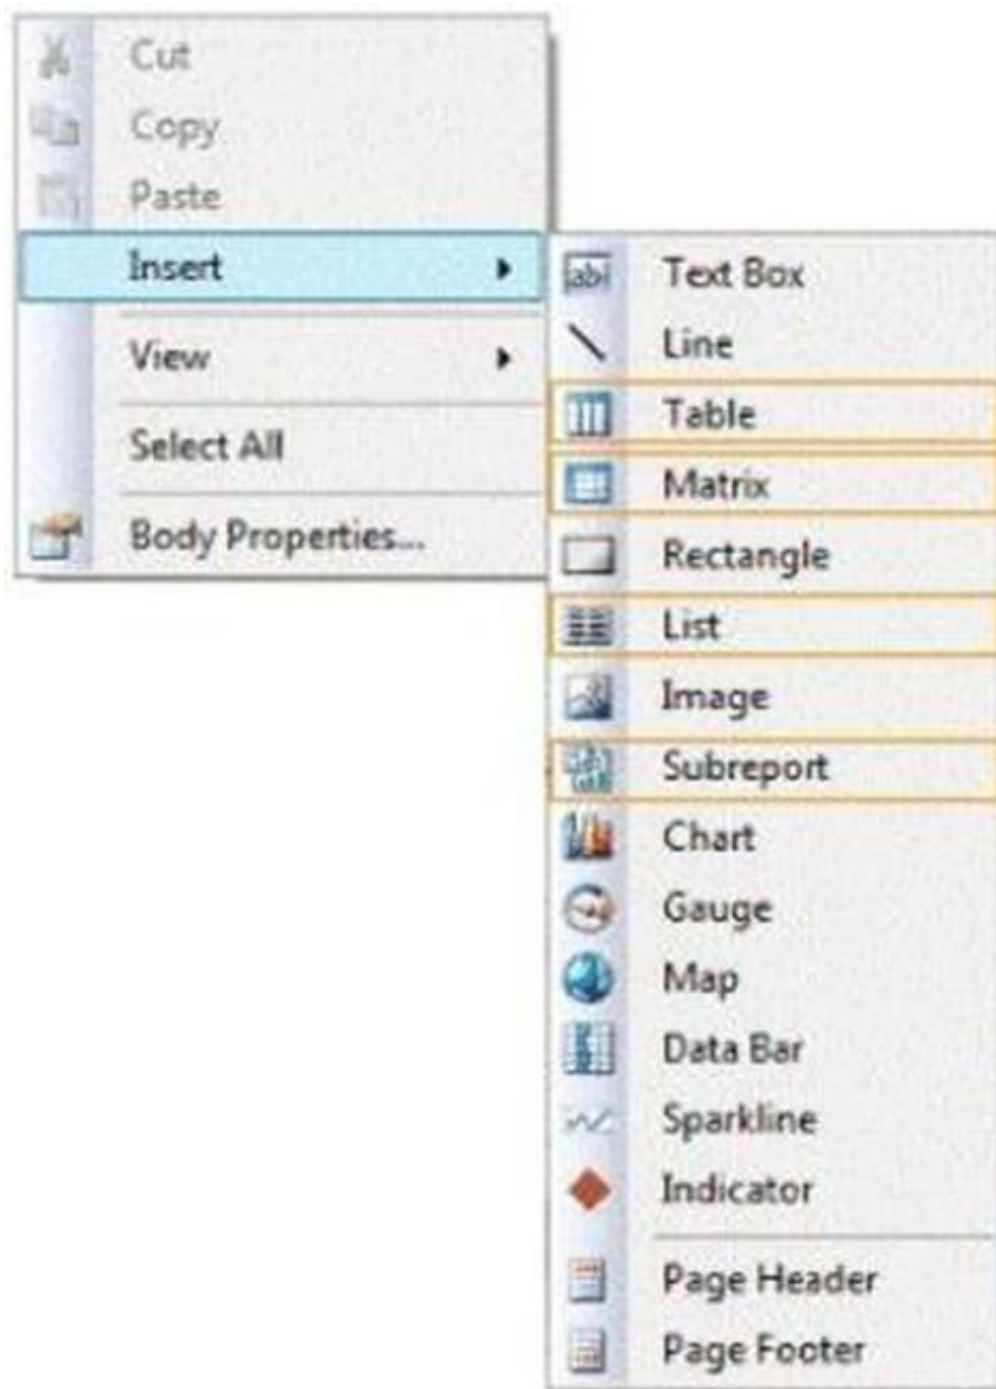 Cut
Copy
Paste
Insert
View
Select All
Body Properties...
Text Box
Line
Table
Matrix
Rectangle
List
Image
Subreport
Chart
Gauge
Map
Data Bar
Sparkline
Indicator
Page Header
Page Footer